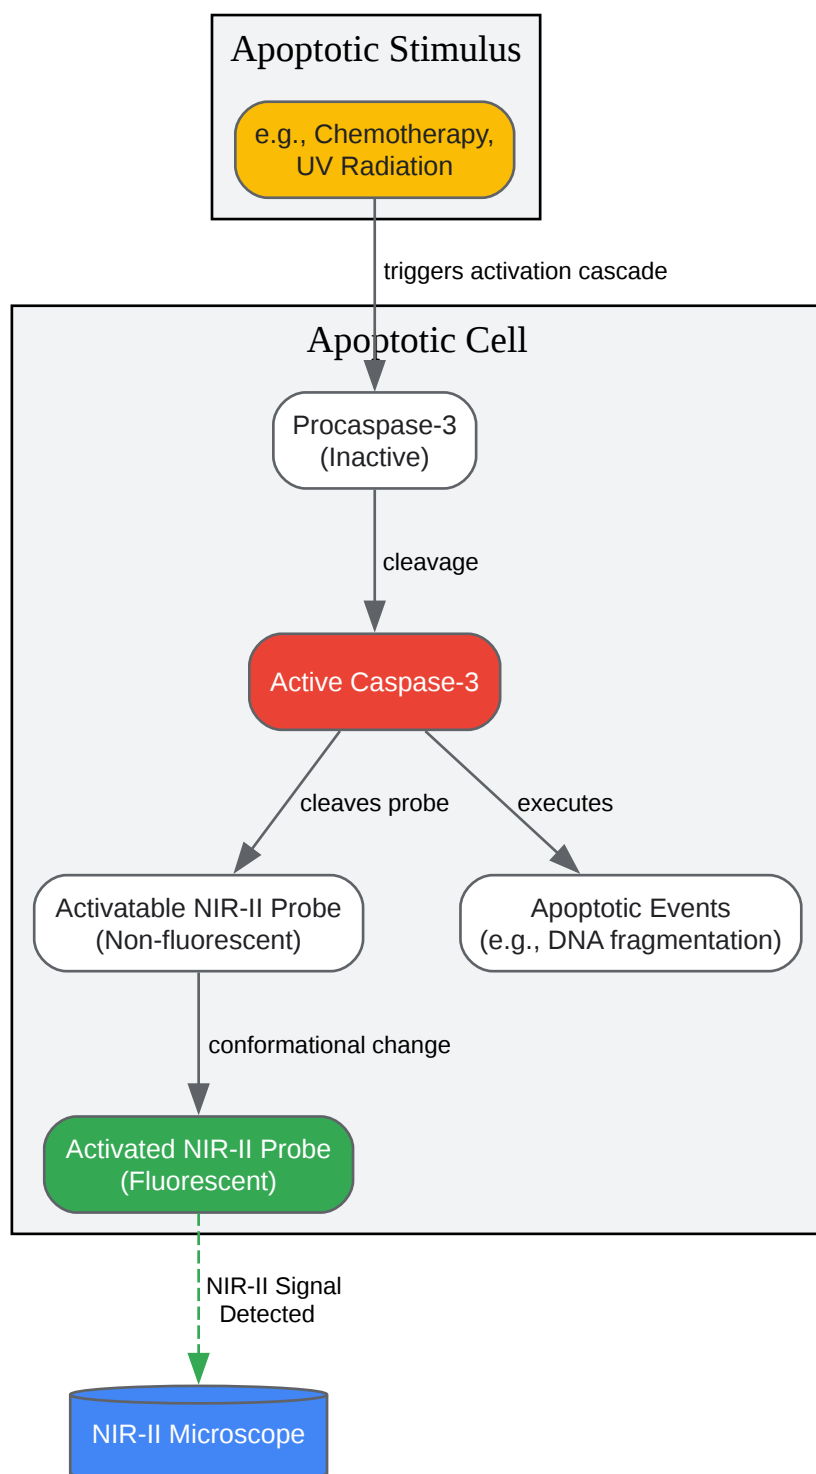 Apoptotic Stimulus
e.g., Chemotherapy,
UV Radiation
triggers activation cascade
Apoptotic Cell
Procaspase-3
(Inactive)
cleavage
Active Caspase-3
cleaves probe
executes
Activatable NIR-II Probe
(Non-fluorescent)
Apoptotic Events
(e.g., DNA fragmentation)
conformational change
Activated NIR-II Probe
(Fluorescent)
NIR-II Signal
Detected
NIR-II Microscope